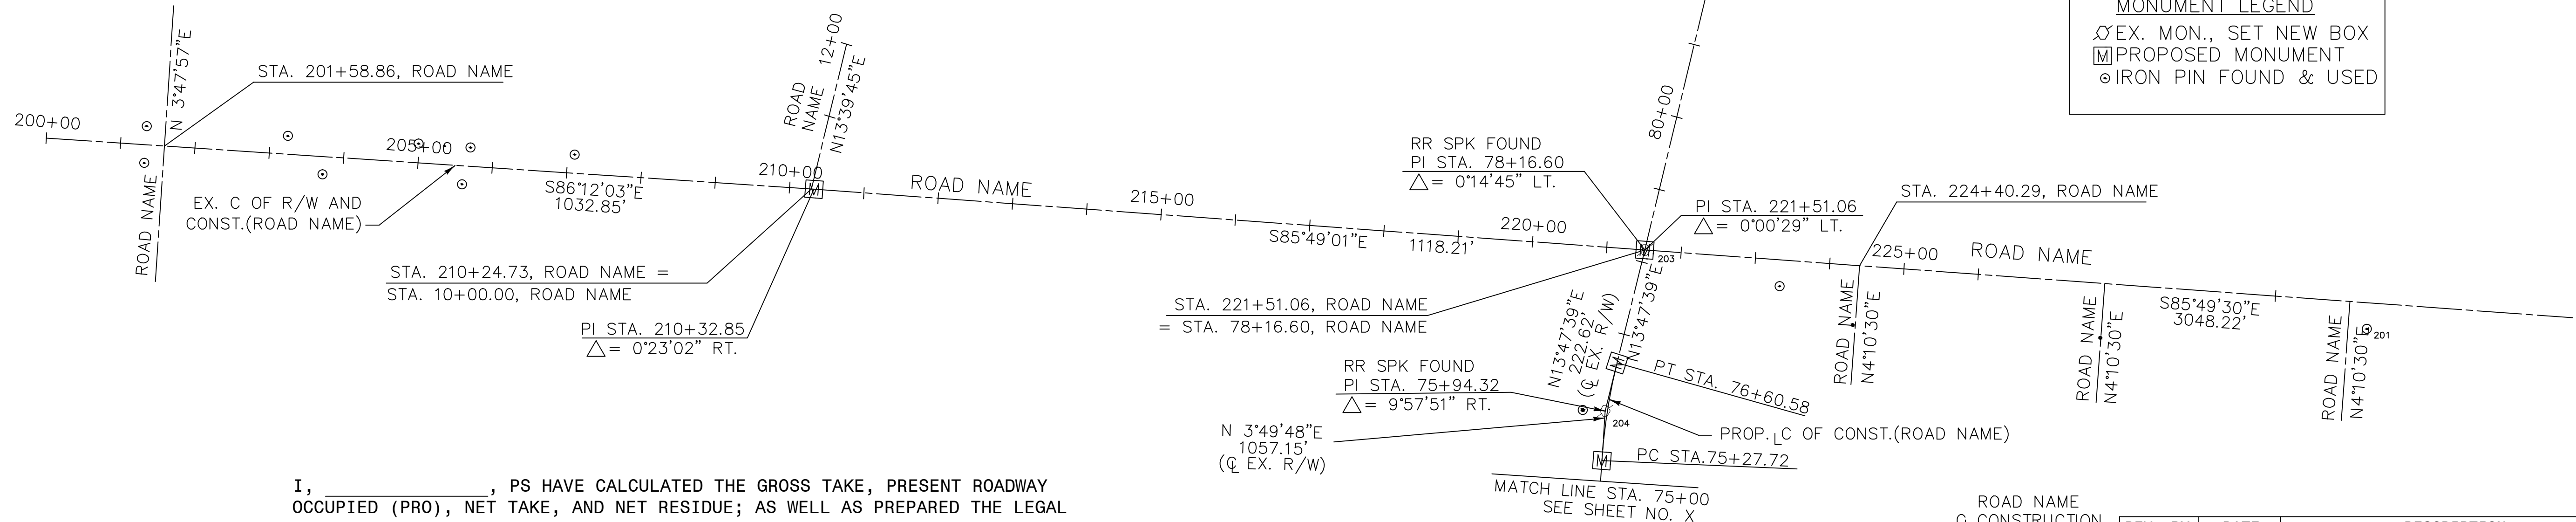 MONUMENT LEGEND
EX. MON., SET NEW BOX
M PROPOSED MONUMENT
IRON PIN FOUND & USED
200+00
N 3°47'57"E
ROAD NAME
STA. 201+58.86, ROAD NAME
205+00
EX. C OF R/W AND
CONST.(ROAD NAME)
S86°12'03"E
1032.85'
ROAD
NAME
12+00
N13°39'45"E
210+00
M
ROAD NAME
STA. 210+24.73, ROAD NAME =
STA. 10+00.00, ROAD NAME
PI STA. 210+32.85
△= 0°23'02" RT.
215+00
S85°49'01"E 1118.21'
220+00
80+00
RR SPK FOUND
PI STA. 78+16.60
△= 0°14'45" LT.
PI STA. 221+51.06
△= 0°00'29" LT.
M
203
STA. 221+51.06, ROAD NAME
= STA. 78+16.60, ROAD NAME
STA. 224+40.29, ROAD NAME
225+00
ROAD NAME
ROAD NAME
N4°10'30"E
ROAD NAME
N4°10'30"E
S85°49'30"E
3048.22'
ROAD NAME
N4°10'30"E
201
N13°47'39"E
222.62'
(℄ EX. R/W)
N13°47'39"E
M
PT STA. 76+60.58
RR SPK FOUND
PI STA. 75+94.32
△= 9°57'51" RT.
204
N 3°49'48"E
1057.15'
(℄ EX. R/W)
PROP. LC OF CONST.(ROAD NAME)
M
PC STA.75+27.72
MATCH LINE STA. 75+00
SEE SHEET NO. X
I, ________________, PS HAVE CALCULATED THE GROSS TAKE, PRESENT ROADWAY
OCCUPIED (PRO), NET TAKE, AND NET RESIDUE; AS WELL AS PREPARED THE LEGAL
ROAD NAME
CONSTRUCTION